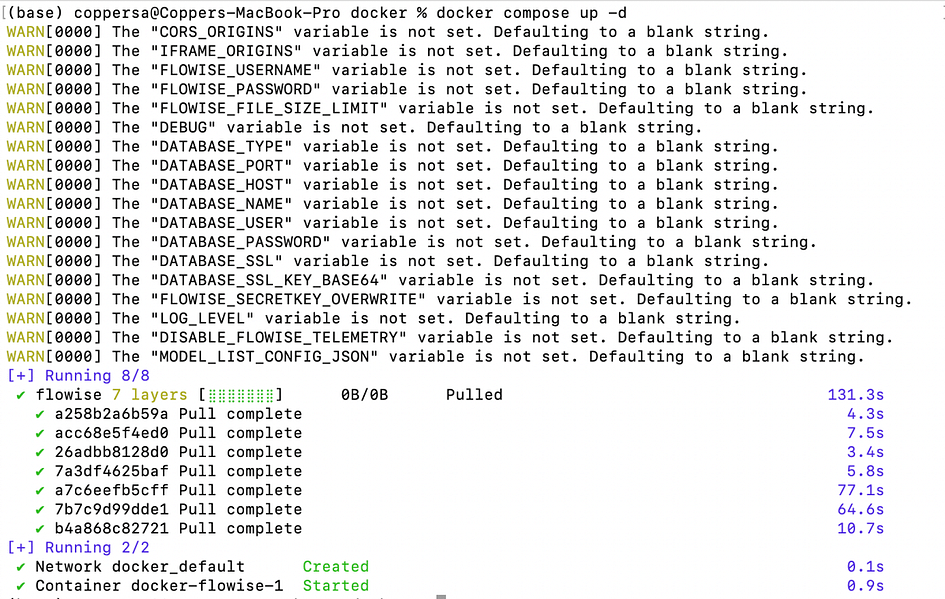 [(base) coppersa@Coppers-MacBook-Pro docker % docker compose up -d
WARN[0000] The "CORS_ORIGINS" variable is not set. Defaulting to a blank string.
WARN[0000] The "IFRAME_ORIGINS" variable is not set. Defaulting to a blank string.
WARN[0000] The "FLOWISE_USERNAME" variable is not set. Defaulting to a blank string.
WARN[0000] The "FLOWISE_PASSWORD" variable is not set. Defaulting to a blank string.
WARN[0000] The "FLOWISE_FILE_SIZE_LIMIT" variable is not set. Defaulting to a blank string.
WARN[0000] The "DEBUG" variable is not set. Defaulting to a blank string.
WARN[0000] The "DATABASE_TYPE" variable is not set. Defaulting to a blank string.
WARN[0000] The "DATABASE_PORT" variable is not set. Defaulting to a blank string.
WARN[0000] The "DATABASE_HOST" variable is not set. Defaulting to a blank string.
WARN[0000] The "DATABASE_NAME" variable is not set. Defaulting to a blank string.
WARN[0000] The "DATABASE_USER" variable is not set. Defaulting to a blank string.
WARN[0000] The "DATABASE_PASSWORD" variable is not set. Defaulting to a blank string.
WARN[0000] The "DATABASE_SSL" variable is not set. Defaulting to a blank string.
WARN[0000] The "DATABASE_SSL_KEY_BASE64" variable is not set. Defaulting to a blank string.
WARN[0000] The "FLOWISE_SECRETKEY_OVERWRITE" variable is not set. Defaulting to a blank string.
WARN[0000] The "LOG_LEVEL" variable is not set. Defaulting to a blank string.
WARN[0000] The "DISABLE_FLOWISE_TELEMETRY" variable is not set. Defaulting to a blank string.
WARN[0000] The "MODEL_LIST_CONFIG_JSON" variable is not set. Defaulting to a blank string.
[+] Running 8/8
✔ flowise 7 layers [⣿⣿⣿⣿⣿⣿⣿] 0B/0B Pulled 131.3s
✔ a258b2a6b59a Pull complete 4.3s
✔ acc68e5f4ed0 Pull complete 7.5s
✔ 26adbb8128d0 Pull complete 3.4s
✔ 7a3df4625baf Pull complete 5.8s
✔ a7c6eefb5cff Pull complete 77.1s
✔ 7b7c9d99dde1 Pull complete 64.6s
✔ b4a868c82721 Pull complete 10.7s
[+] Running 2/2
✔ Network docker_default Created 0.1s
✔ Container docker-flowise-1 Started 0.9s